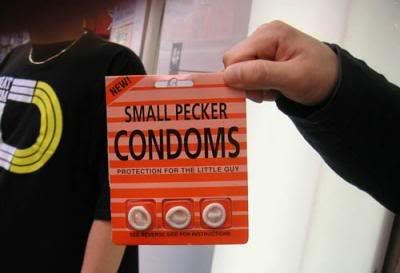 NEW!
SMALL PECKER
CONDOMS
PROTECTION FOR THE LITTLE GUY
SEE REVERSE SIDE FOR INSTRUCTIONS